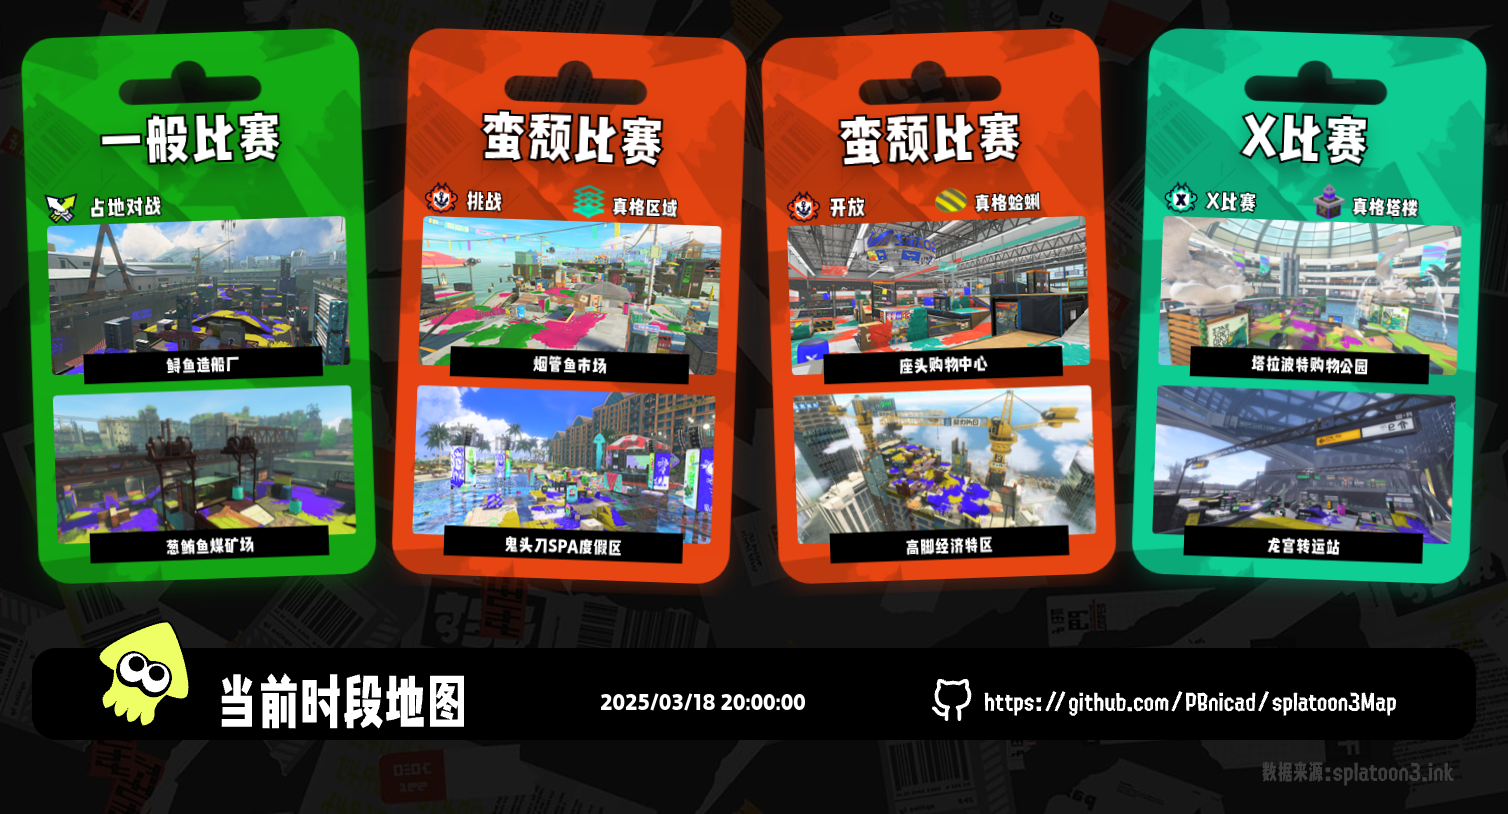 一般比赛
占地对战
鲟鱼造船厂
葱鲔鱼煤矿场
蛮颓比赛
挑战
真格区域
烟管鱼市场
鬼头刀SPA度假区
蛮颓比赛
开放
真格蛤蜊
座头购物中心
高脚经济特区
X比赛
X比赛
真格塔楼
塔拉波特购物公园
龙宫转运站
当前时段地图
2025/03/18 20:00:00
https://github.com/PBnicad/splatoon3Map
数据来源:splatoon3.ink